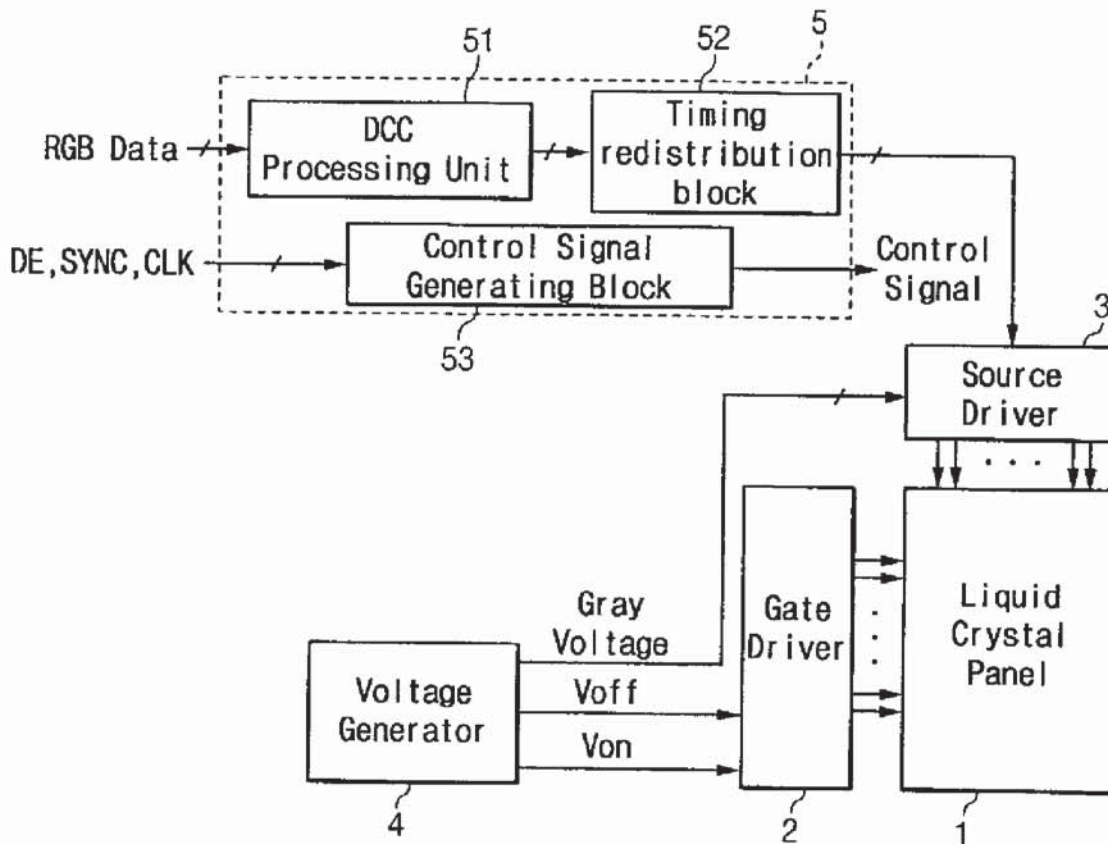 51
52
5
RGB Data
DCC
Processing Unit
Timing
redistribution
block
DE,SYNC,CLK
Control Signal
Generating Block
Control
Signal
53
3
Source
Driver
. . .
Gray
Voltage
Voff
Von
Voltage
Generator
Gate
Driver
Liquid
Crystal
Panel
4
2
1